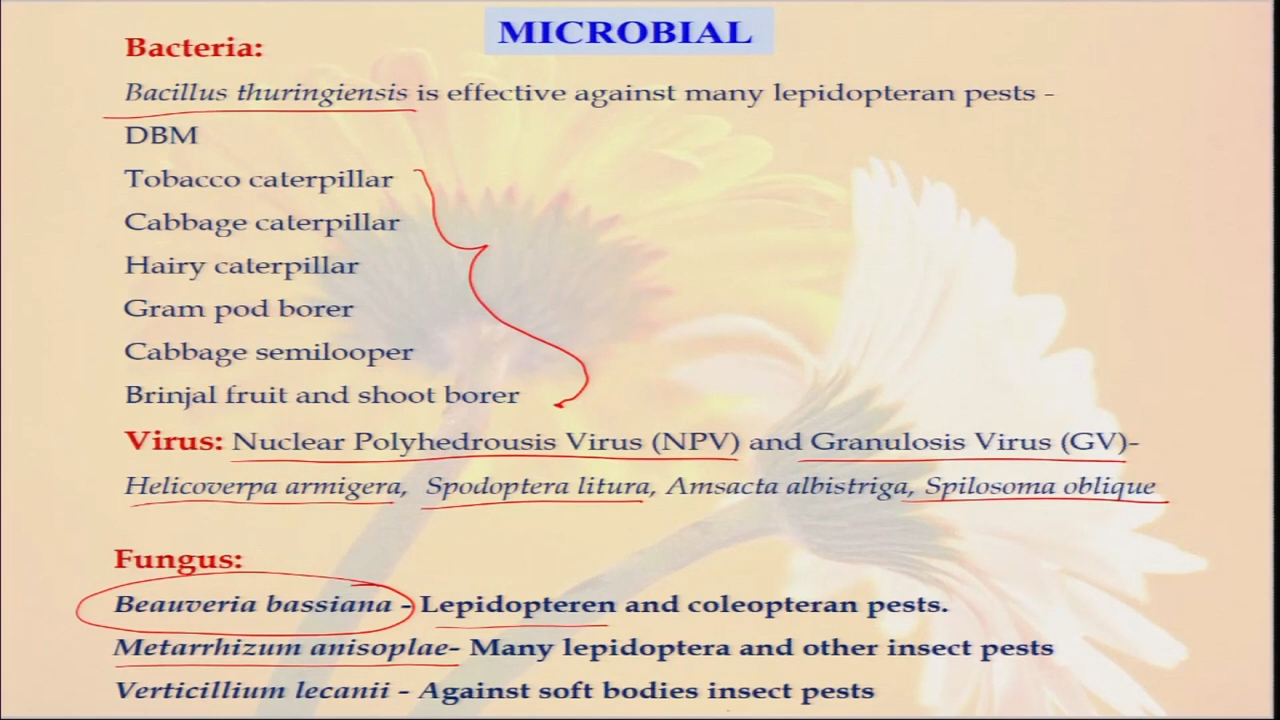 MICROBIAL
Bacteria:
Bacillus thuringiensis is effective against many lepidopteran pests -
DBM
Tobacco caterpillar
Cabbage caterpillar
Hairy caterpillar
Gram pod borer
Cabbage semilooper
Brinjal fruit and shoot borer
Virus: Nuclear Polyhedrousis Virus (NPV) and Granulosis Virus (GV)-
Helicoverpa armigera, Spodoptera litura, Amsacta albistriga, Spilosoma oblique
Fungus:
Beauveria bassiana - Lepidopteren and coleopteran pests.
Metarrhizum anisoplae- Many lepidoptera and other insect pests
Verticillium lecanii - Against soft bodies insect pests